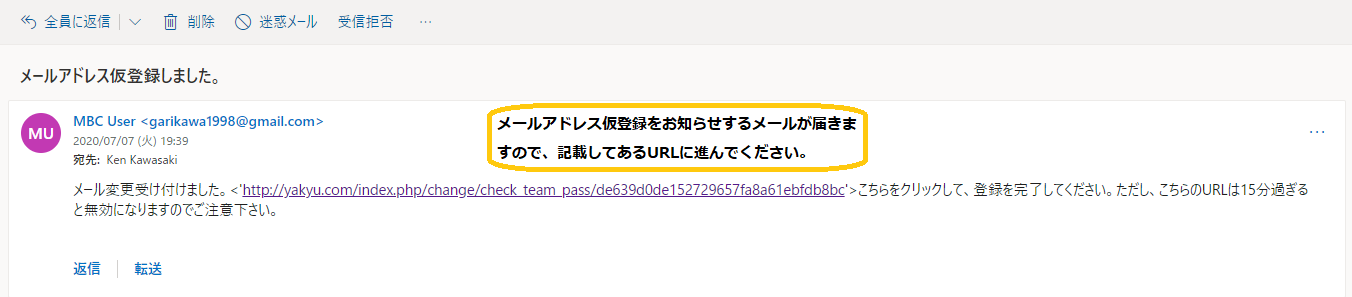 全員に返信 削除 迷惑メール 受信拒否 …
メールアドレス仮登録しました。
MU
MBC User <garikawa1998@gmail.com>
2020/07/07 (火) 19:39
宛先: Ken Kawasaki
メールアドレス仮登録をお知らせするメールが届きま
すので、記載してあるURLに進んでください。
…
メール変更受け付けました。<'http://yakyu.com/index.php/change/check_team_pass/de639d0de152729657fa8a61ebfdb8bc'>こちらをクリックして、登録を完了してください。ただし、こちらのURLは15分過ぎる
と無効になりますのでご注意下さい。
返信 転送